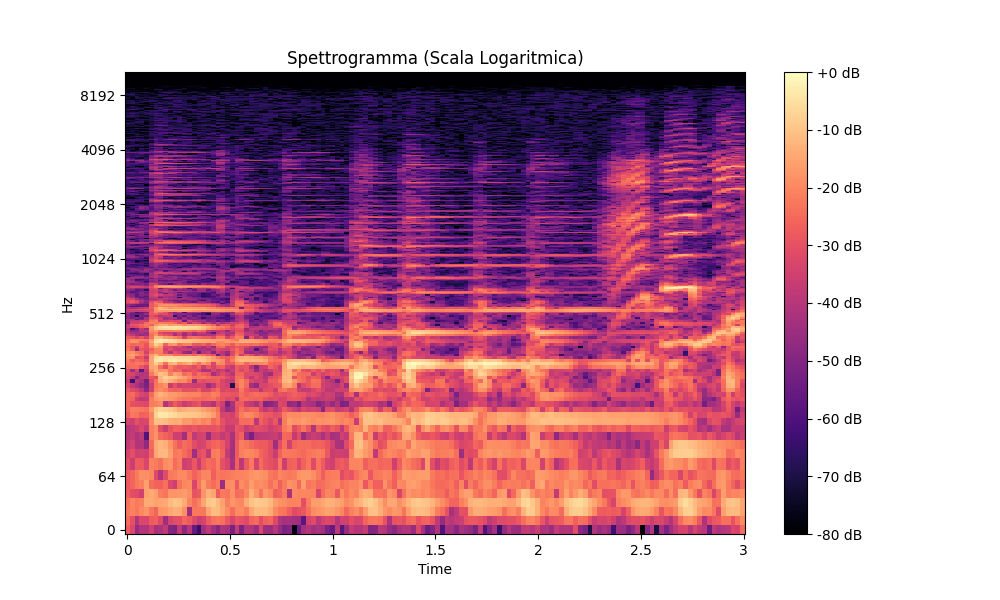 Spettrogramma (Scala Logaritmica)
Hz
8192
4096
2048
1024
512
256
128
64
0
0
0.5
1
1.5
2
2.5
3
Time
+0 dB
-10 dB
-20 dB
-30 dB
-40 dB
-50 dB
-60 dB
-70 dB
-80 dB